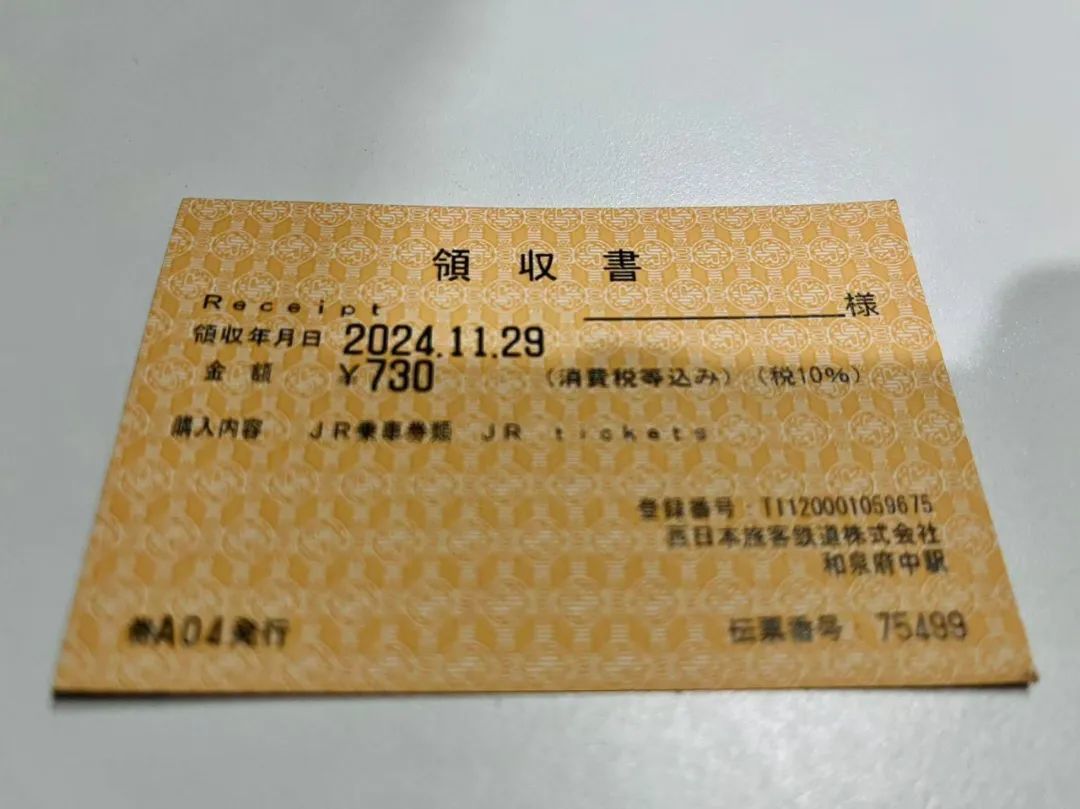 領収書
Receipt
様
領収年月日 2024.11.29
金額 ¥730 (消費税等込み) (税10%)
購入内容 JR乗車券類 JR tickets
登録番号 T1120001059675
西日本旅客鉄道株式会社
和泉府中駅
券A04発行 伝票番号 75499